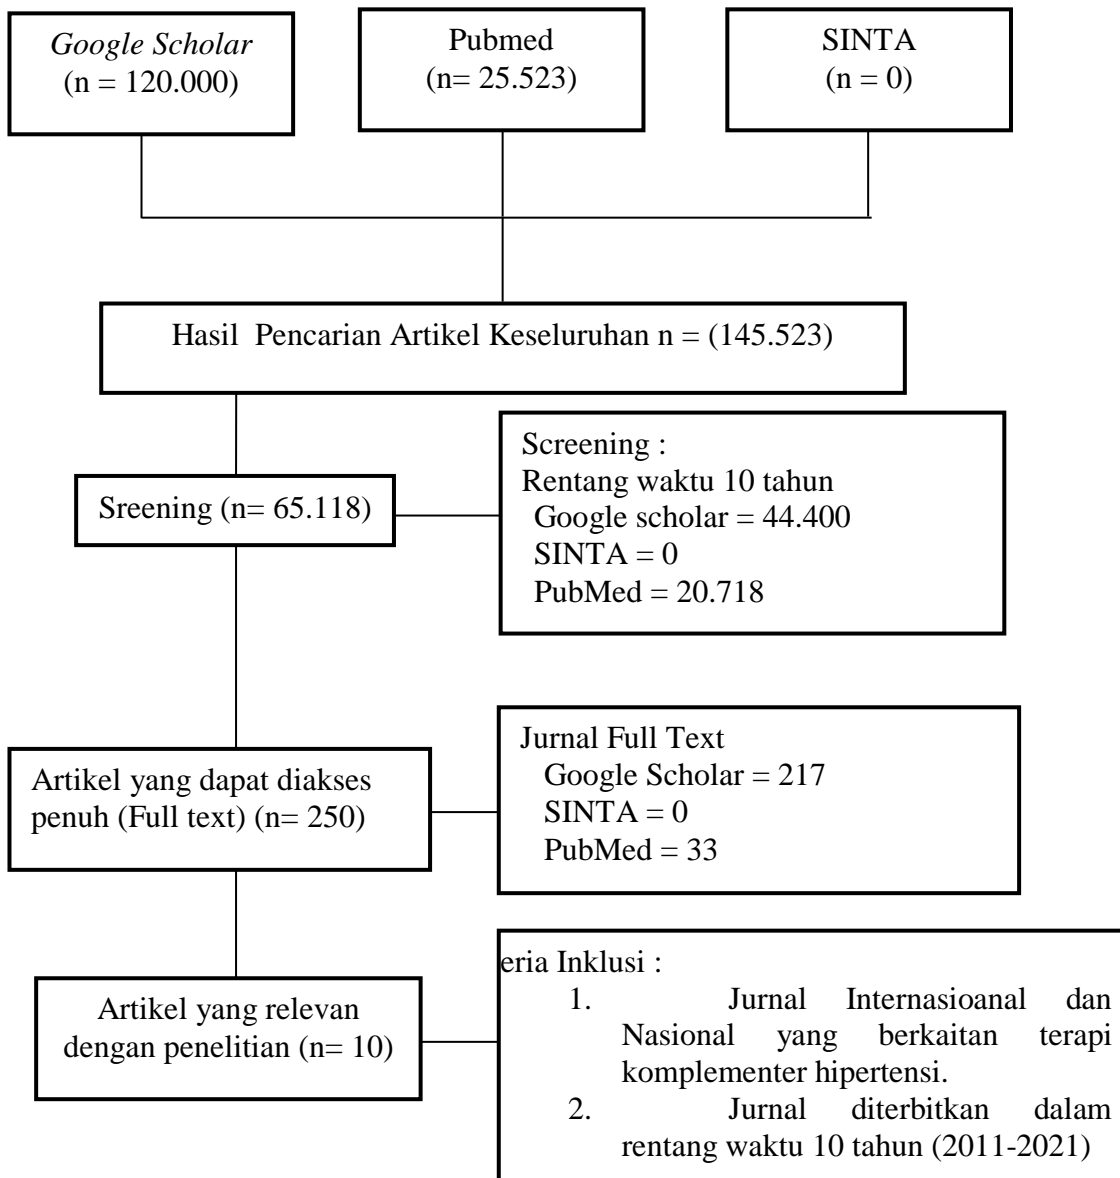 Google Scholar
(n = 120.000)
Pubmed
(n= 25.523)
SINTA
(n = 0)
Hasil Pencarian Artikel Keseluruhan n = (145.523)
Sreening (n= 65.118)
Screening :
Rentang waktu 10 tahun
Google scholar = 44.400
SINTA = 0
PubMed = 20.718
Artikel yang dapat diakses
penuh (Full text) (n= 250)
Jurnal Full Text
Google Scholar = 217
SINTA = 0
PubMed = 33
Artikel yang relevan
dengan penelitian (n= 10)
eria Inklusi :
1. Jurnal Internasioanal dan
Nasional yang berkaitan terapi
komplementer hipertensi.
2. Jurnal diterbitkan dalam
rentang waktu 10 tahun (2011-2021)